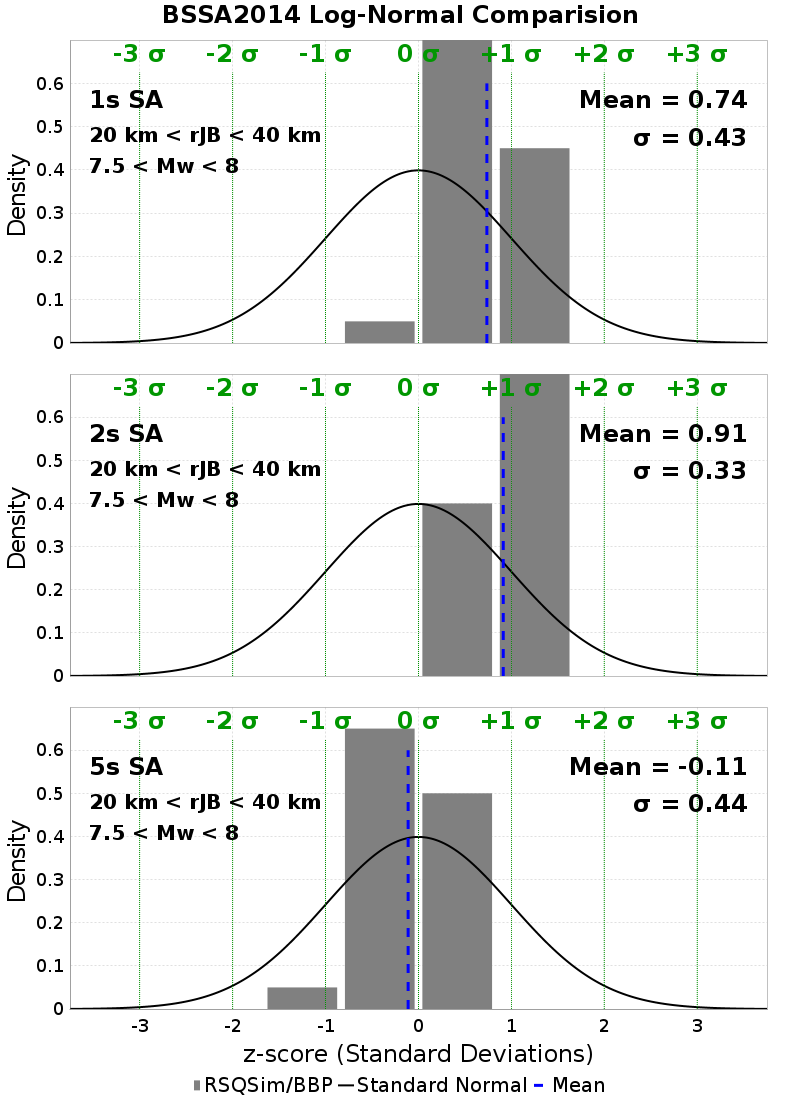 BSSA2014 Log-Normal Comparision
-3 σ -2 σ -1 σ 0 σ +1 σ +2 σ +3 σ
0.6
1s SA Mean = 0.74
0.5
20 km < rJB < 40 km σ = 0.43
0.4
7.5 < Mw < 8
Density
0.3
0.2
0.1
0
-3 σ -2 σ -1 σ 0 σ +1 σ +2 σ +3 σ
0.6
2s SA Mean = 0.91
0.5
20 km < rJB < 40 km σ = 0.33
0.4
7.5 < Mw < 8
Density
0.3
0.2
0.1
0
-3 σ -2 σ -1 σ 0 σ +1 σ +2 σ +3 σ
0.6
5s SA Mean = -0.11
0.5
20 km < rJB < 40 km σ = 0.44
0.4
7.5 < Mw < 8
Density
0.3
0.2
0.1
0
-3 -2 -1 0 1 2 3
z-score (Standard Deviations)
RSQSim/BBP Standard Normal Mean